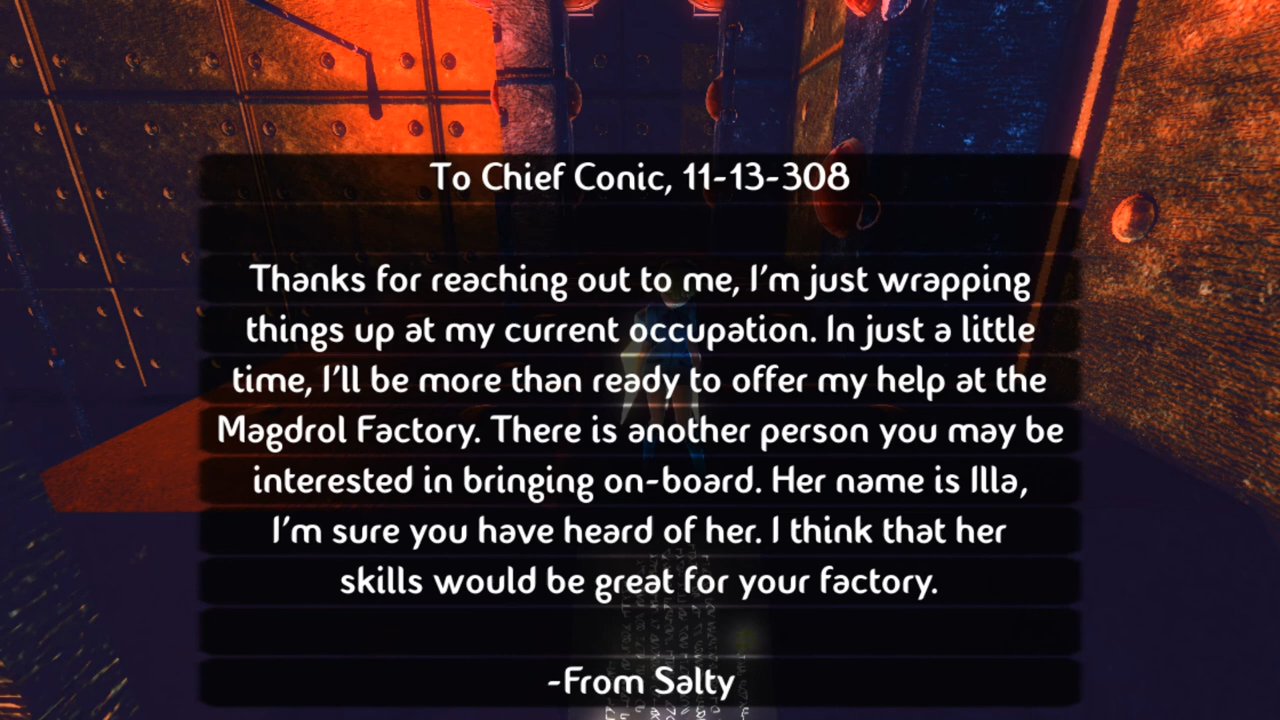 To Chief Conic, 11-13-308
Thanks for reaching out to me, I'm just wrapping
things up at my current occupation. In just a little
time, I'll be more than ready to offer my help at the
Magdrol Factory. There is another person you may be
interested in bringing on-board. Her name is Illa,
I'm sure you have heard of her. I think that her
skills would be great for your factory.
-From Salty